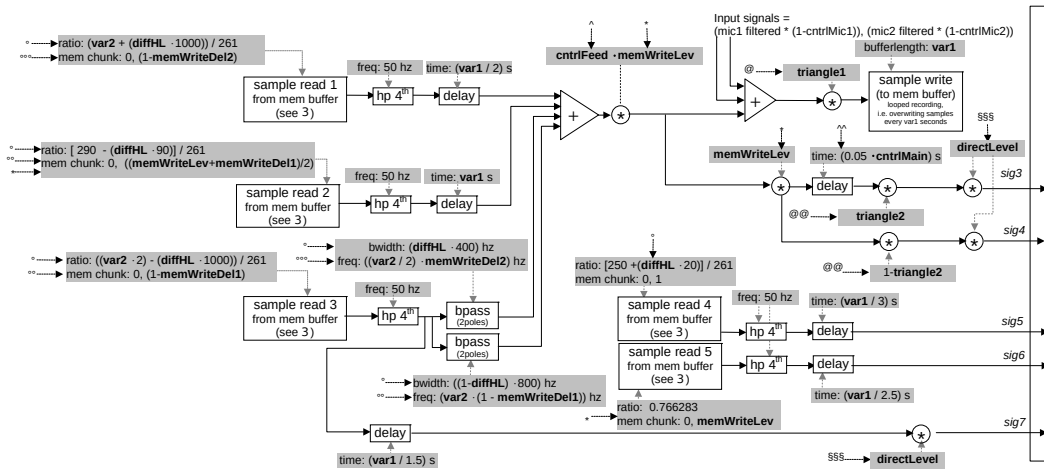 ° ratio: (var2 + (diffHL ·1000)) / 261
°°° mem chunk: 0, (1-memWriteDel2)
sample read 1
from mem buffer
(see 3)
freq: 50 hz
hp 4th
time: (var1 / 2) s
delay
^
*
cntrlFeed · memWriteLev
+
*
Input signals =
(mic1 filtered * (1-cntrlMic1)), (mic2 filtered * (1-cntrlMic2))
bufferlength: var1
@
triangle1
+
*
sample write
(to mem buffer)
looped recording,
i.e. overwriting samples
every var1 seconds
° ratio: [ 290 - (diffHL ·90)] / 261
°° mem chunk: 0, ((memWriteLev+memWriteDel1)/2)
*
sample read 2
from mem buffer
(see 3)
freq: 50 hz
hp 4th
time: var1 s
delay
*
memWriteLev
*
^^
time: (0.05 · cntrlMain) s
delay
*
@@
triangle2
§§§
directLevel
*
sig3
*
*
sig4
@@
1-triangle2
° ratio: ((var2 ·2) - (diffHL ·1000)) / 261
°° mem chunk: 0, (1-memWriteDel1)
sample read 3
from mem buffer
(see 3)
freq: 50 hz
hp 4th
° bwidth: (diffHL ·400) hz
°°° freq: ((var2 / 2) ·memWriteDel2) hz
bpass
(2poles)
bpass
(2poles)
° bwidth: ((1-diffHL) ·800) hz
°° freq: (var2 ·(1 - memWriteDel1)) hz
°
ratio: [250 +(diffHL ·20)] / 261
mem chunk: 0, 1
sample read 4
from mem buffer
(see 3)
freq: 50 hz
hp 4th
time: (var1 / 3) s
delay
sig5
sample read 5
from mem buffer
(see 3)
hp 4th
delay
time: (var1 / 2.5) s
sig6
ratio: 0.766283
* mem chunk: 0, memWriteLev
delay
time: (var1 / 1.5) s
*
§§§
directLevel
sig7